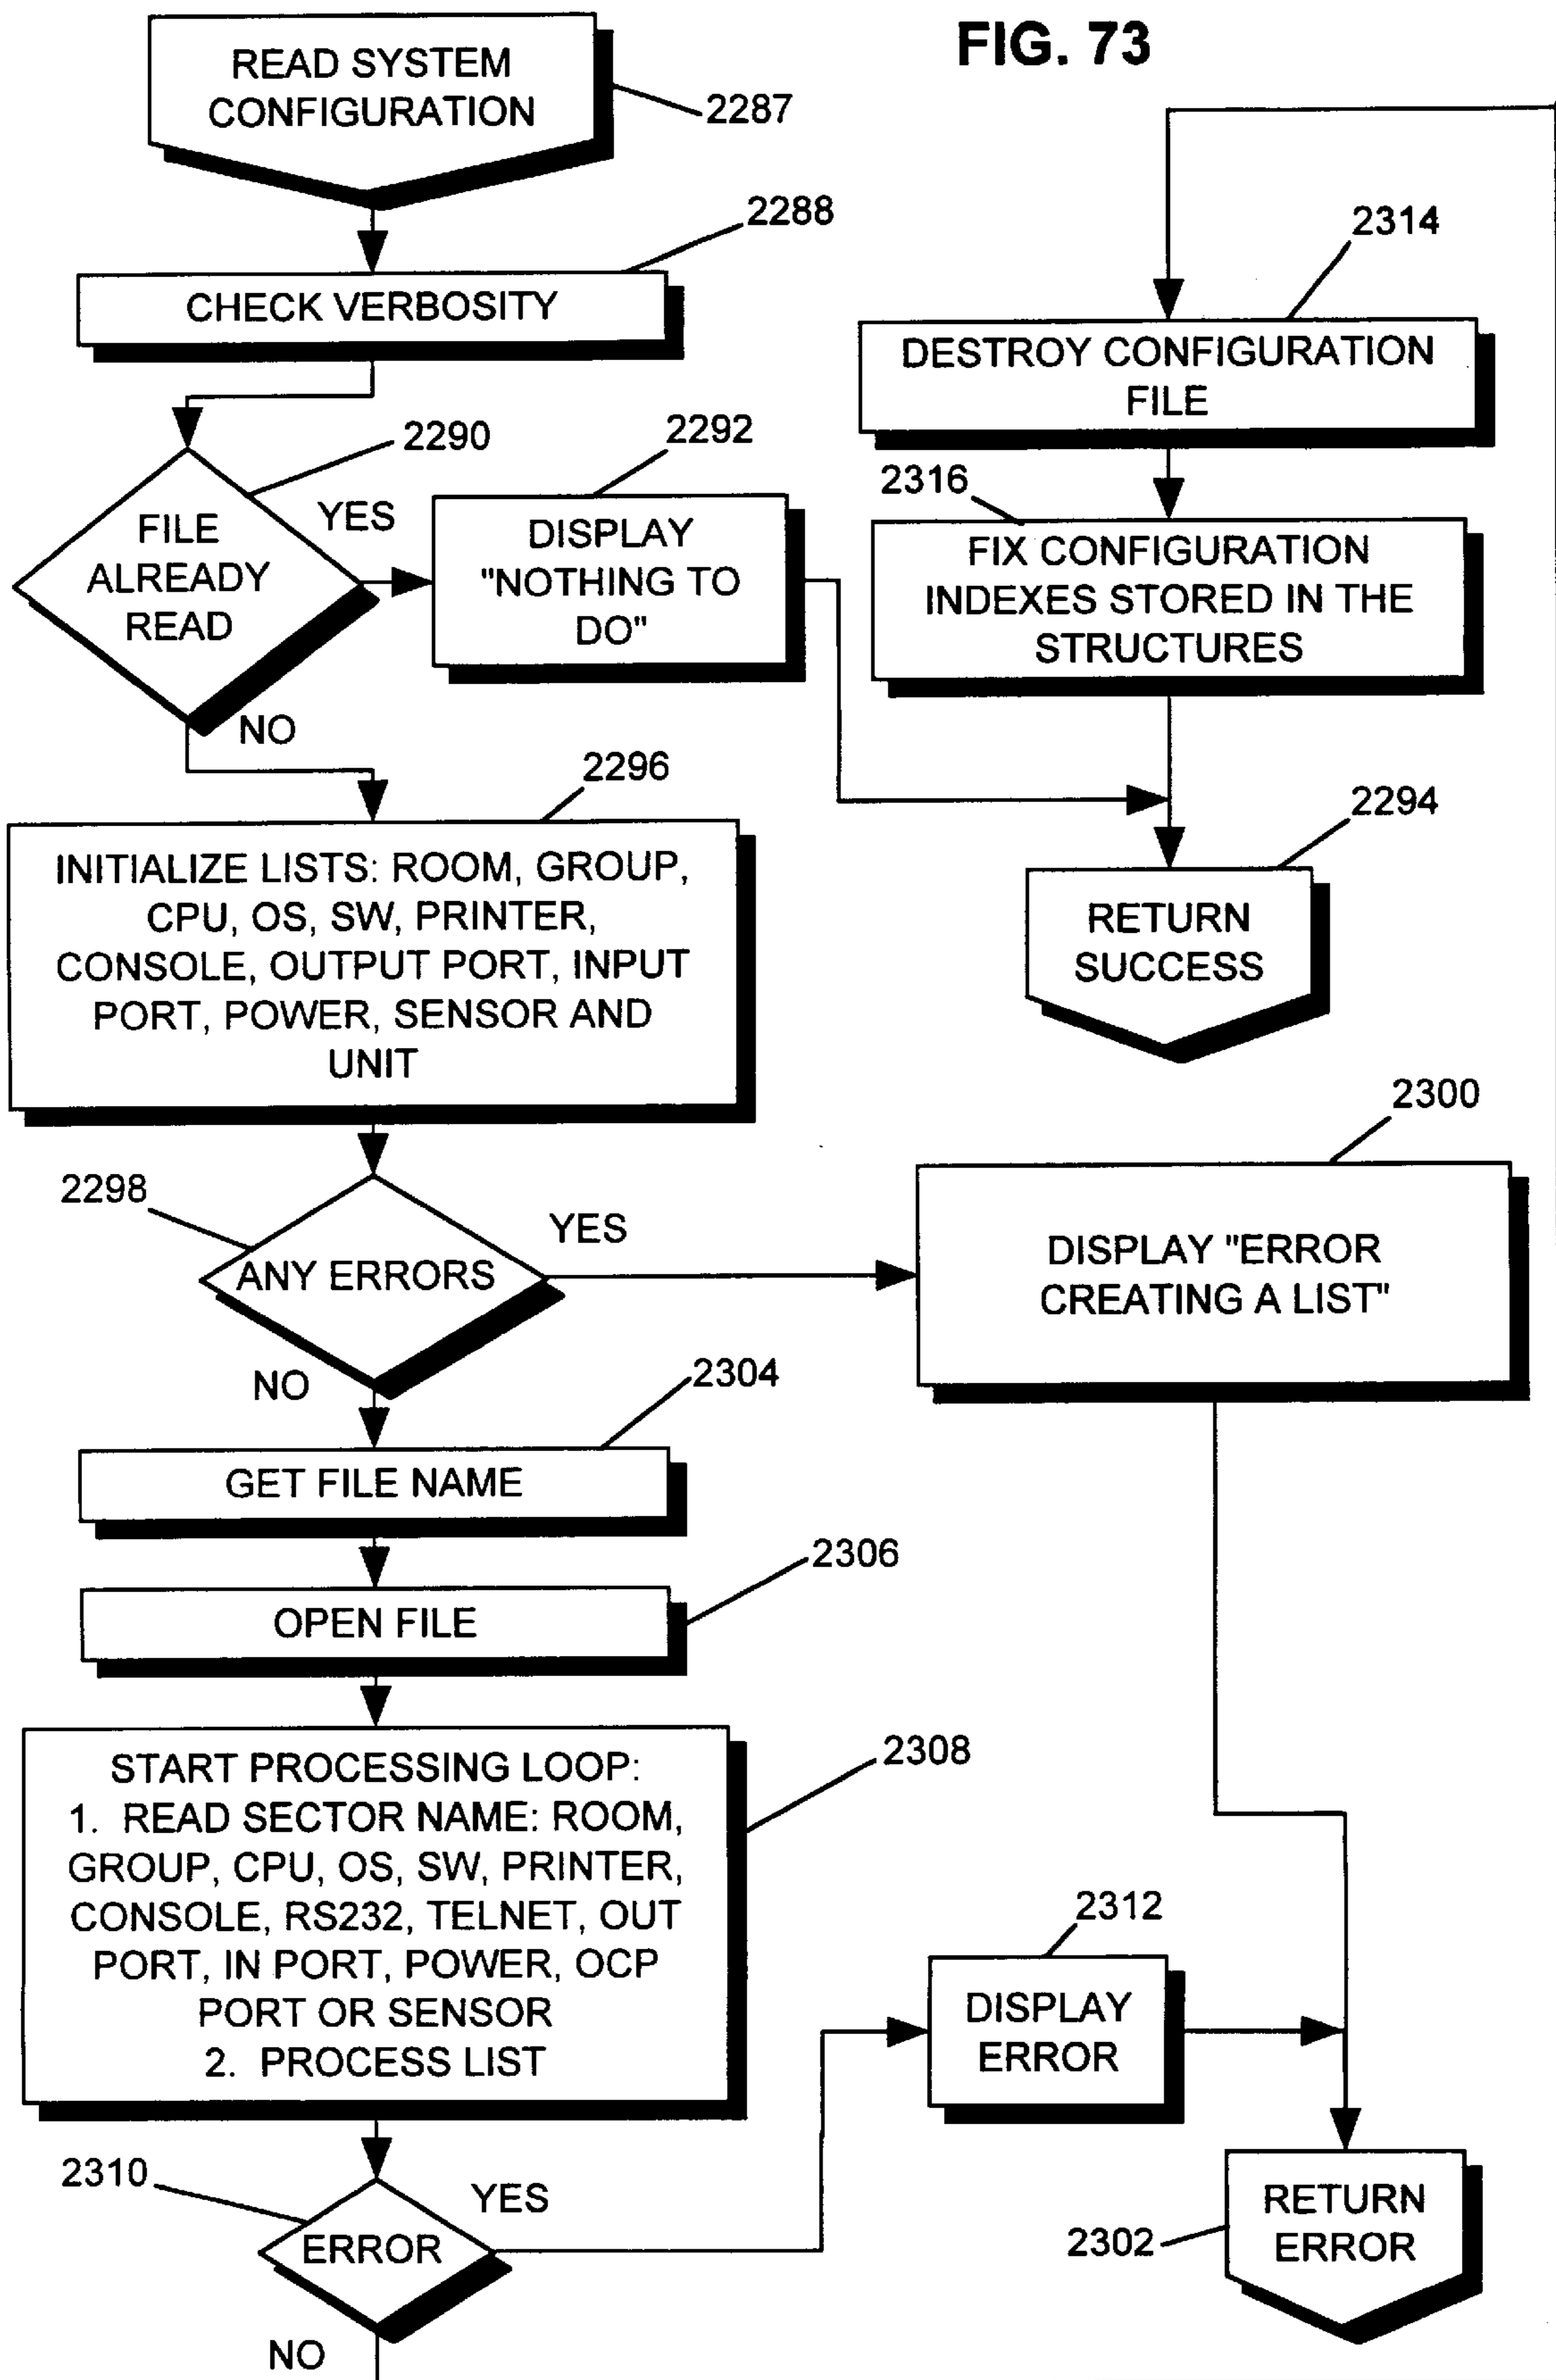 FIG. 73
READ SYSTEM
CONFIGURATION
2287
2288
CHECK VERBOSITY
2290
FILE
ALREADY
READ
YES
NO
2292
DISPLAY
"NOTHING TO
DO"
2296
INITIALIZE LISTS: ROOM, GROUP,
CPU, OS, SW, PRINTER,
CONSOLE, OUTPUT PORT, INPUT
PORT, POWER, SENSOR AND
UNIT
2298
ANY ERRORS
YES
NO
2300
DISPLAY "ERROR
CREATING A LIST"
2304
GET FILE NAME
2306
OPEN FILE
2308
START PROCESSING LOOP:
1. READ SECTOR NAME: ROOM,
GROUP, CPU, OS, SW, PRINTER,
CONSOLE, RS232, TELNET, OUT
PORT, IN PORT, POWER, OCP
PORT OR SENSOR
2. PROCESS LIST
2310
ERROR
YES
NO
2312
DISPLAY
ERROR
2302
RETURN
ERROR
2314
DESTROY CONFIGURATION
FILE
2316
FIX CONFIGURATION
INDEXES STORED IN THE
STRUCTURES
2294
RETURN
SUCCESS